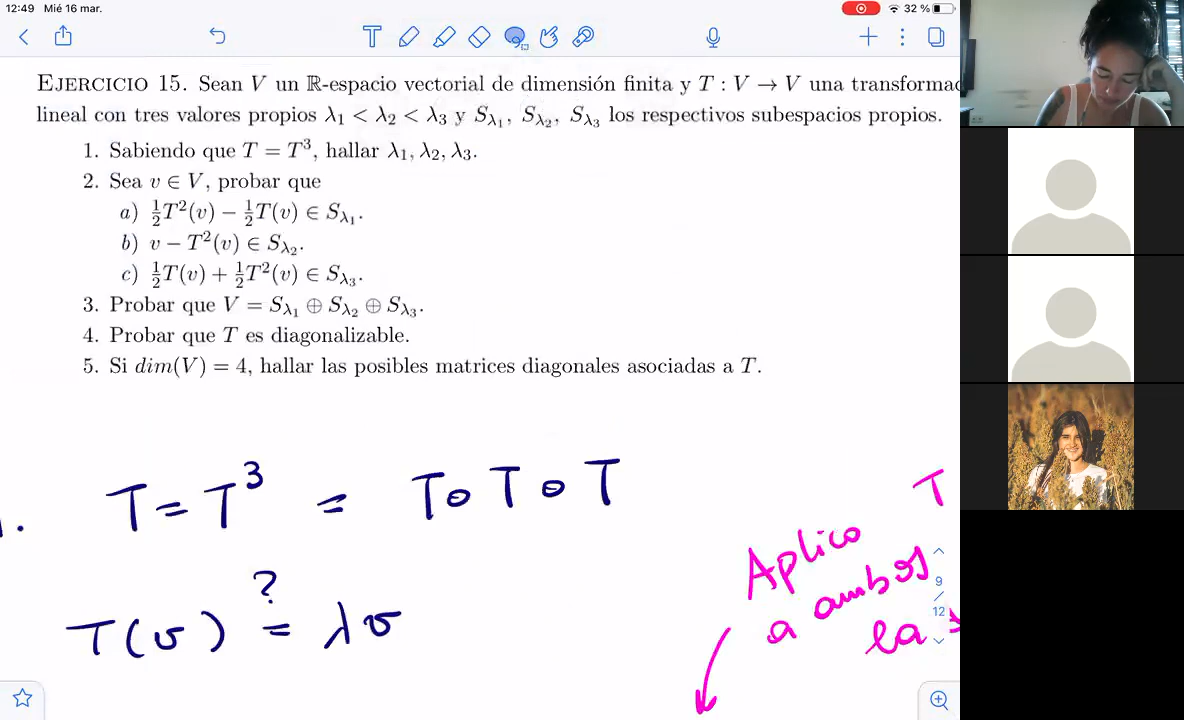 12:49 Mié 16 mar.
32 %
EJERCICIO 15. Sean V un ℝ-espacio vectorial de dimensión finita y T : V → V una transformac
lineal con tres valores propios λ₁ < λ₂ < λ₃ y S_λ₁, S_λ₂, S_λ₃ los respectivos subespacios propios.
1. Sabiendo que T = T³, hallar λ₁, λ₂, λ₃.
2. Sea v ∈ V, probar que
a) ½T²(v) − ½T(v) ∈ S_λ₁.
b) v − T²(v) ∈ S_λ₂.
c) ½T(v) + ½T²(v) ∈ S_λ₃.
3. Probar que V = S_λ₁ ⊕ S_λ₂ ⊕ S_λ₃.
4. Probar que T es diagonalizable.
5. Si dim(V) = 4, hallar las posibles matrices diagonales asociadas a T.
. T = T³ = T ∘ T ∘ T
T
Aplico
a ambos
la
T(v) ≟ λv
9
/
12